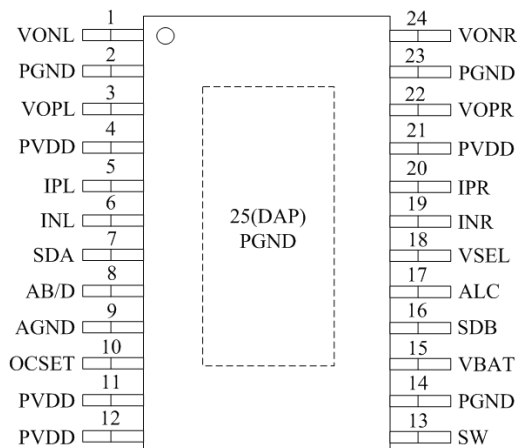 VONL 1 24 VONR
PGND 2 23 PGND
VOPL 3 22 VOPR
PVDD 4 21 PVDD
IPL 5 20 IPR
INL 6 19 INR
SDA 7 18 VSEL
AB/D 8 17 ALC
AGND 9 16 SDB
OCSET 10 15 VBAT
PVDD 11 14 PGND
PVDD 12 13 SW
25(DAP)
PGND